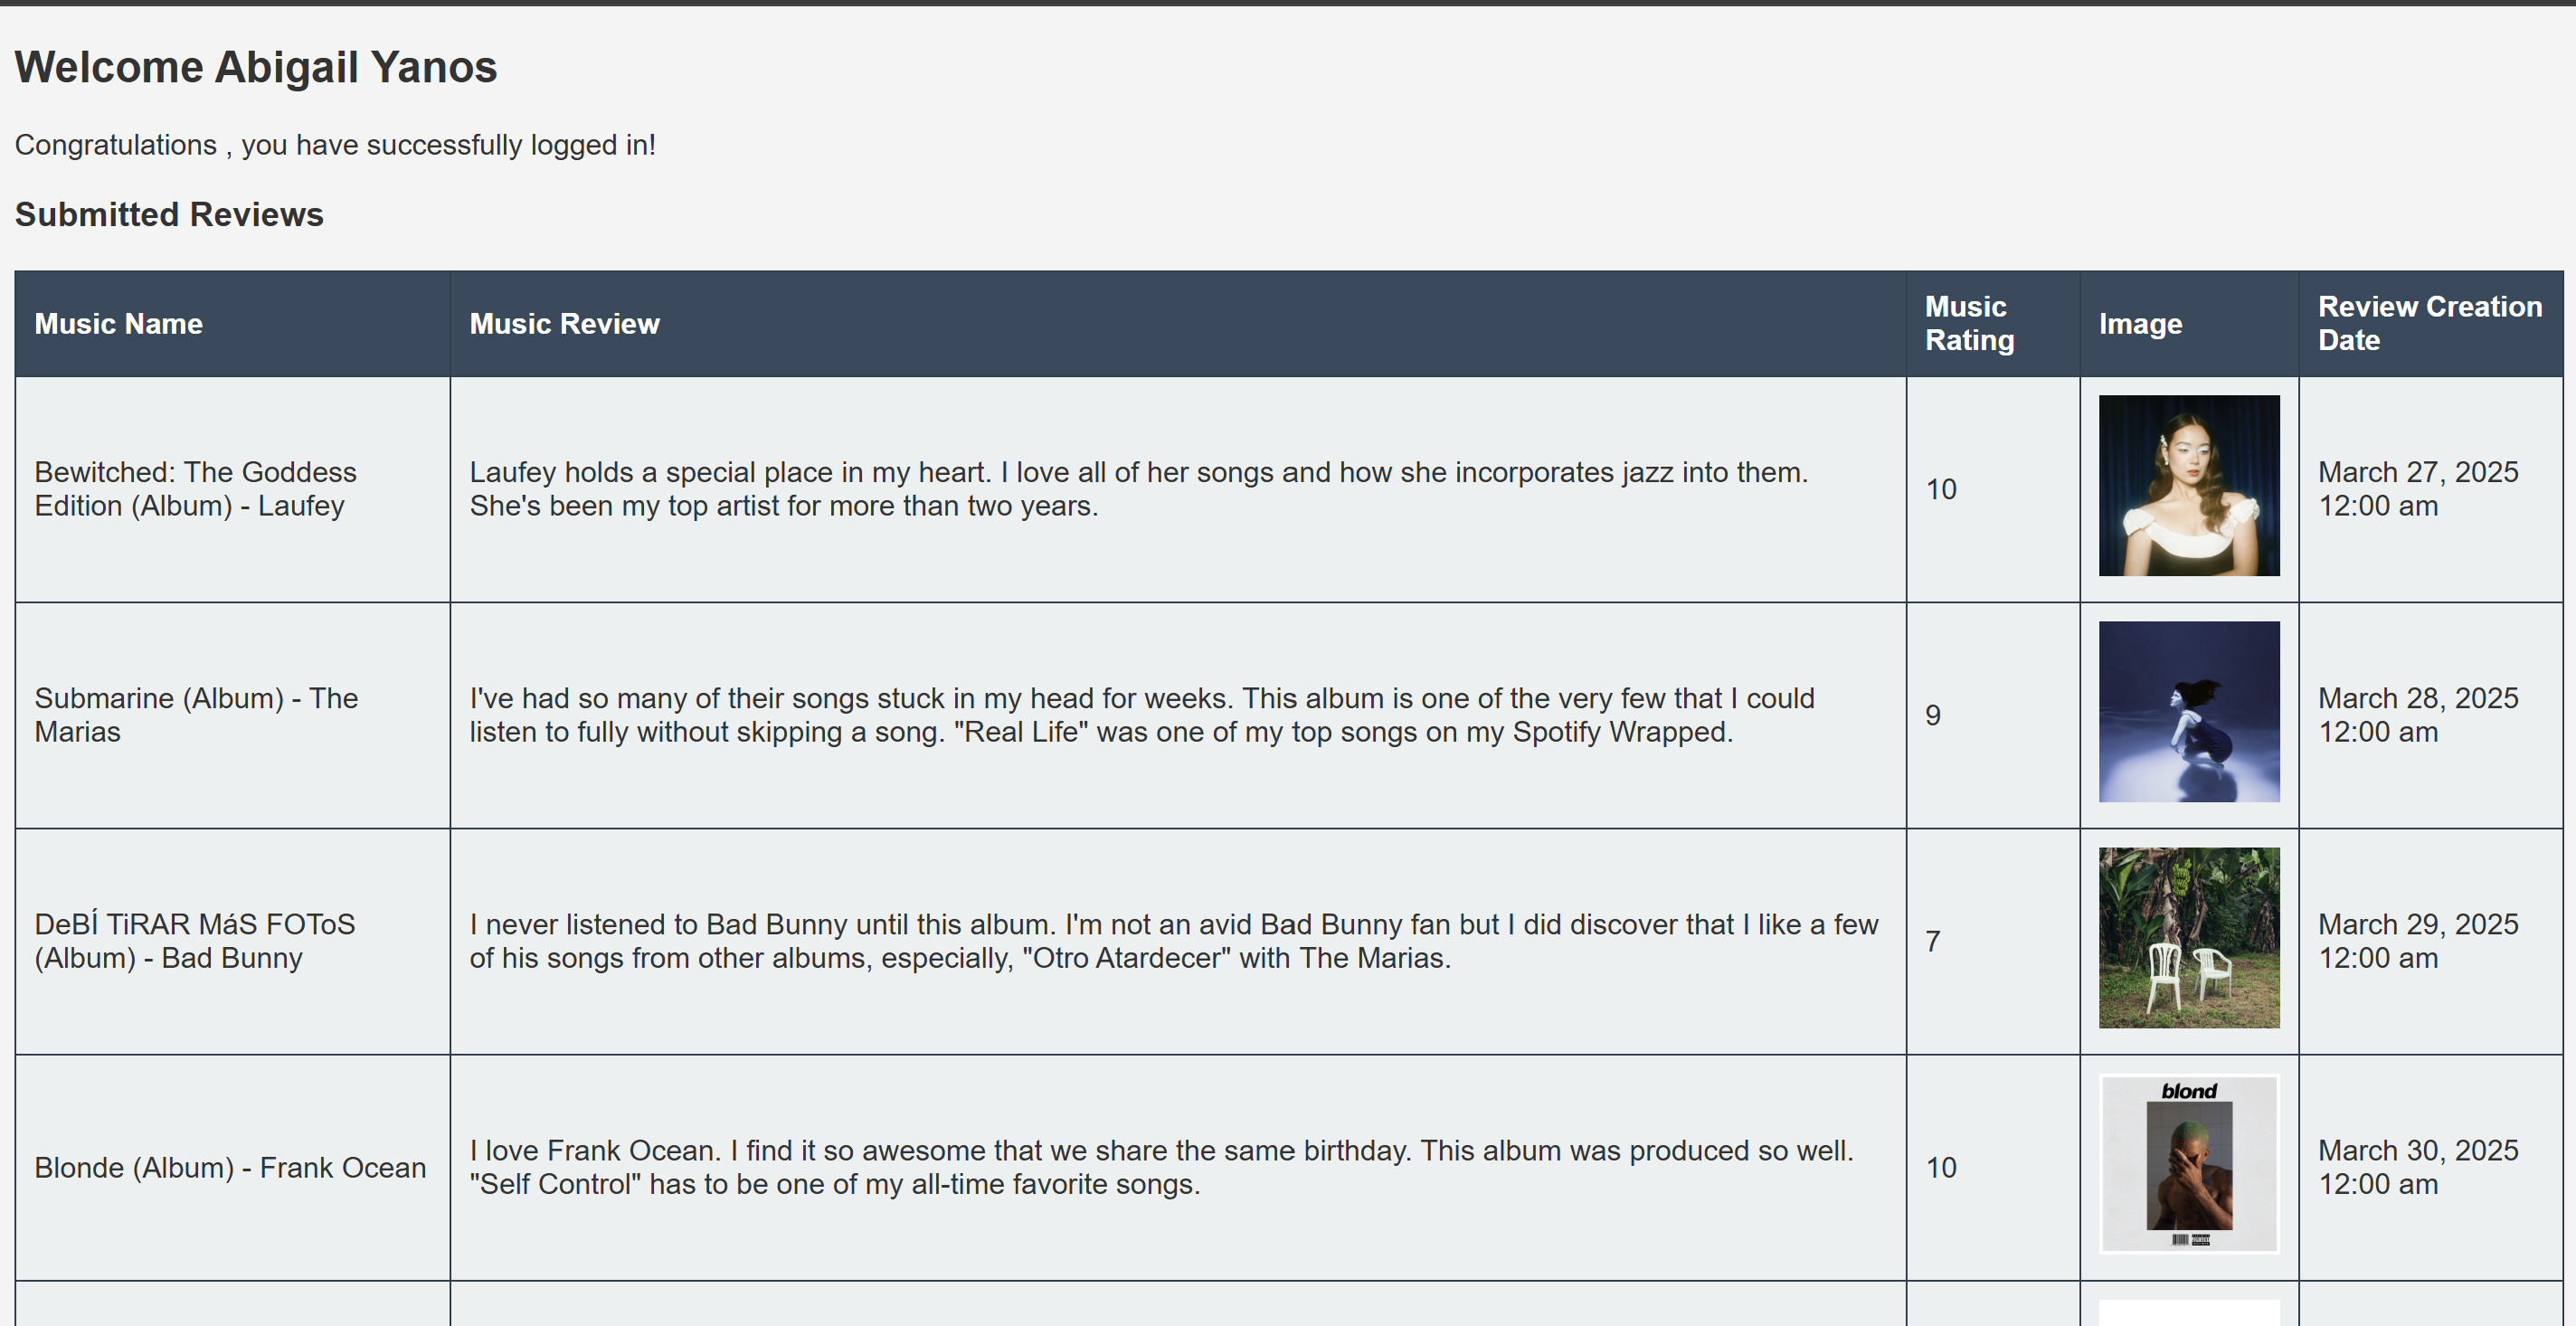 Welcome Abigail Yanos
Congratulations , you have successfully logged in!
Submitted Reviews
Music Name
Music Review
Music
Rating
Image
Review Creation
Date
Bewitched: The Goddess
Edition (Album) - Laufey
Laufey holds a special place in my heart. I love all of her songs and how she incorporates jazz into them.
She's been my top artist for more than two years.
10
March 27, 2025
12:00 am
Submarine (Album) - The
Marias
I've had so many of their songs stuck in my head for weeks. This album is one of the very few that I could
listen to fully without skipping a song. "Real Life" was one of my top songs on my Spotify Wrapped.
9
March 28, 2025
12:00 am
DeBÍ TiRAR MáS FOToS
(Album) - Bad Bunny
I never listened to Bad Bunny until this album. I'm not an avid Bad Bunny fan but I did discover that I like a few
of his songs from other albums, especially, "Otro Atardecer" with The Marias.
7
March 29, 2025
12:00 am
Blonde (Album) - Frank Ocean
I love Frank Ocean. I find it so awesome that we share the same birthday. This album was produced so well.
"Self Control" has to be one of my all-time favorite songs.
10
blond
March 30, 2025
12:00 am